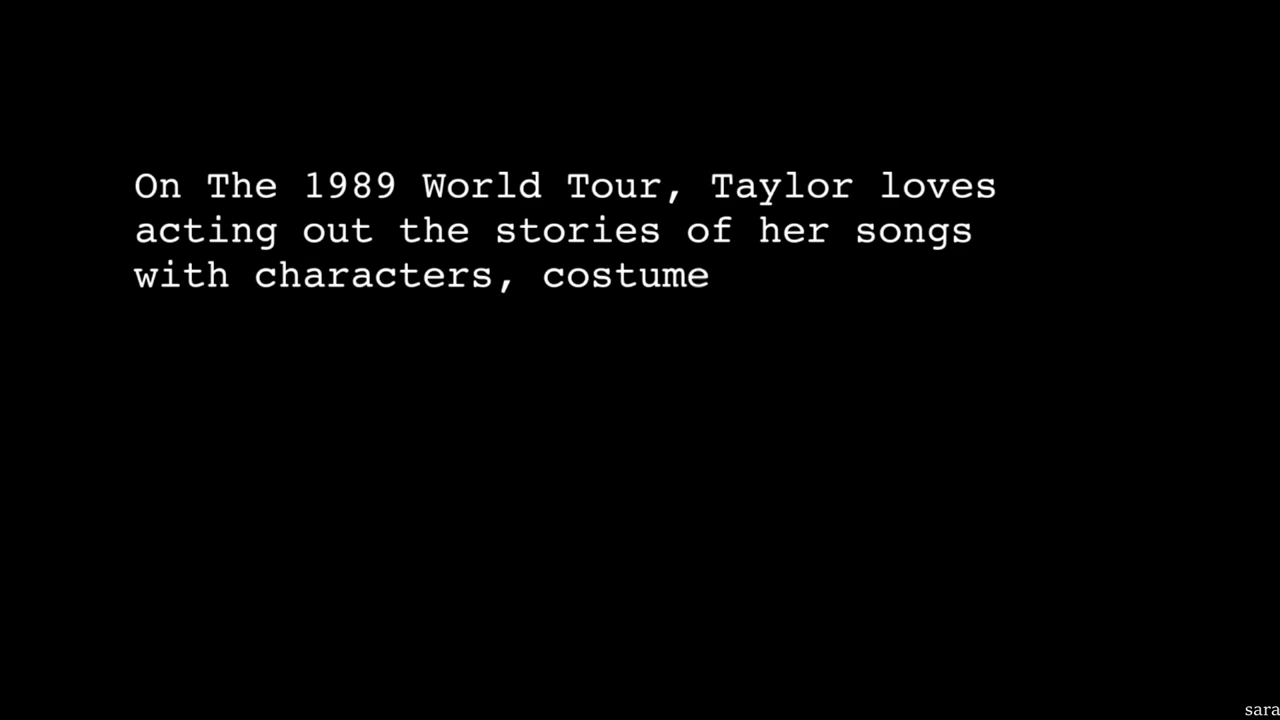 On The 1989 World Tour, Taylor loves
acting out the stories of her songs
with characters, costume
sara